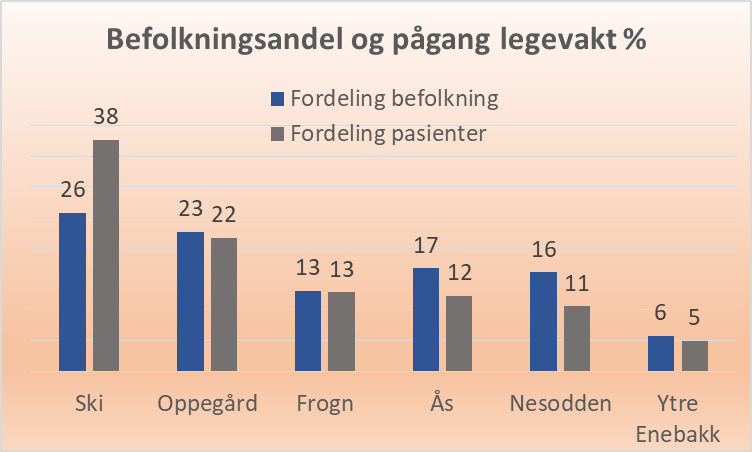 Befolkningsandel og pågang legevakt %
Fordeling befolkning
Fordeling pasienter
26 38 23 22 13 13 17 12 16 11 6 5
Ski Oppegård Frogn Ås Nesodden Ytre
Enebakk